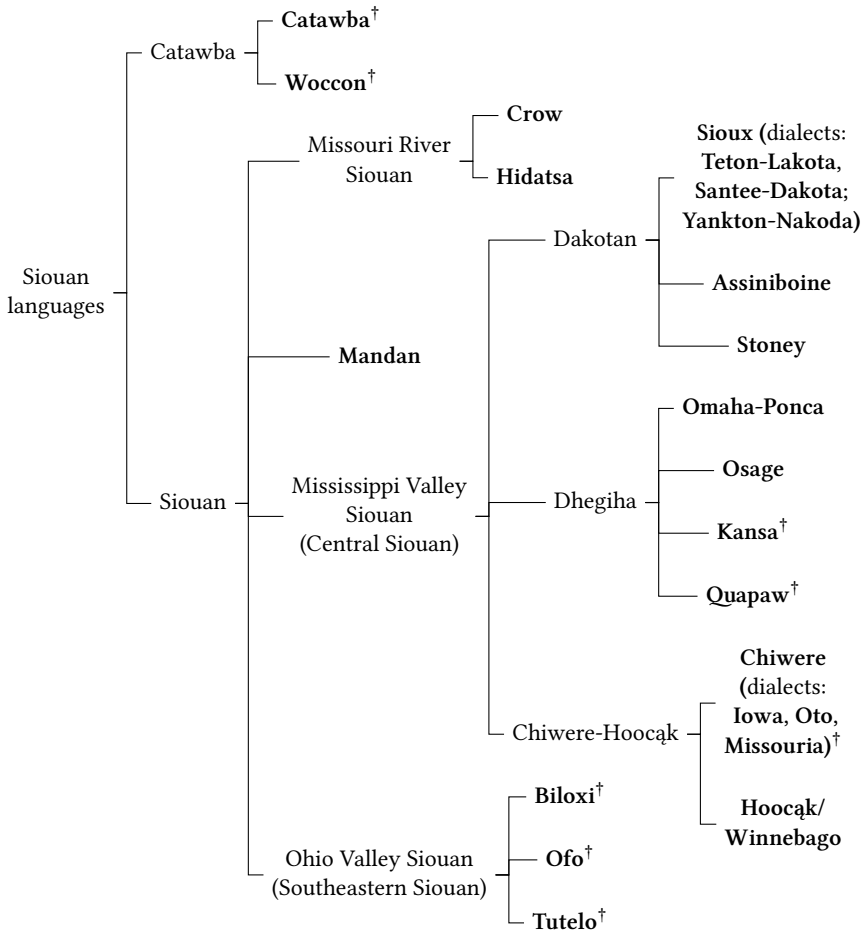 Catawba†
Catawba
Woccon†
Crow
Missouri River
Siouan
Hidatsa
Sioux (dialects:
Teton-Lakota,
Santee-Dakota;
Yankton-Nakoda)
Dakotan
Siouan
languages
Assiniboine
Stoney
Mandan
Omaha-Ponca
Osage
Mississippi Valley
Siouan
(Central Siouan)
Siouan
Dhegiha
Kansa†
Quapaw†
Chiwere
(dialects:
Iowa, Oto,
Missouria)†
Chiwere-Hoocąk
Hoocąk/
Winnebago
Biloxi†
Ohio Valley Siouan
(Southeastern Siouan)
Ofo†
Tutelo†